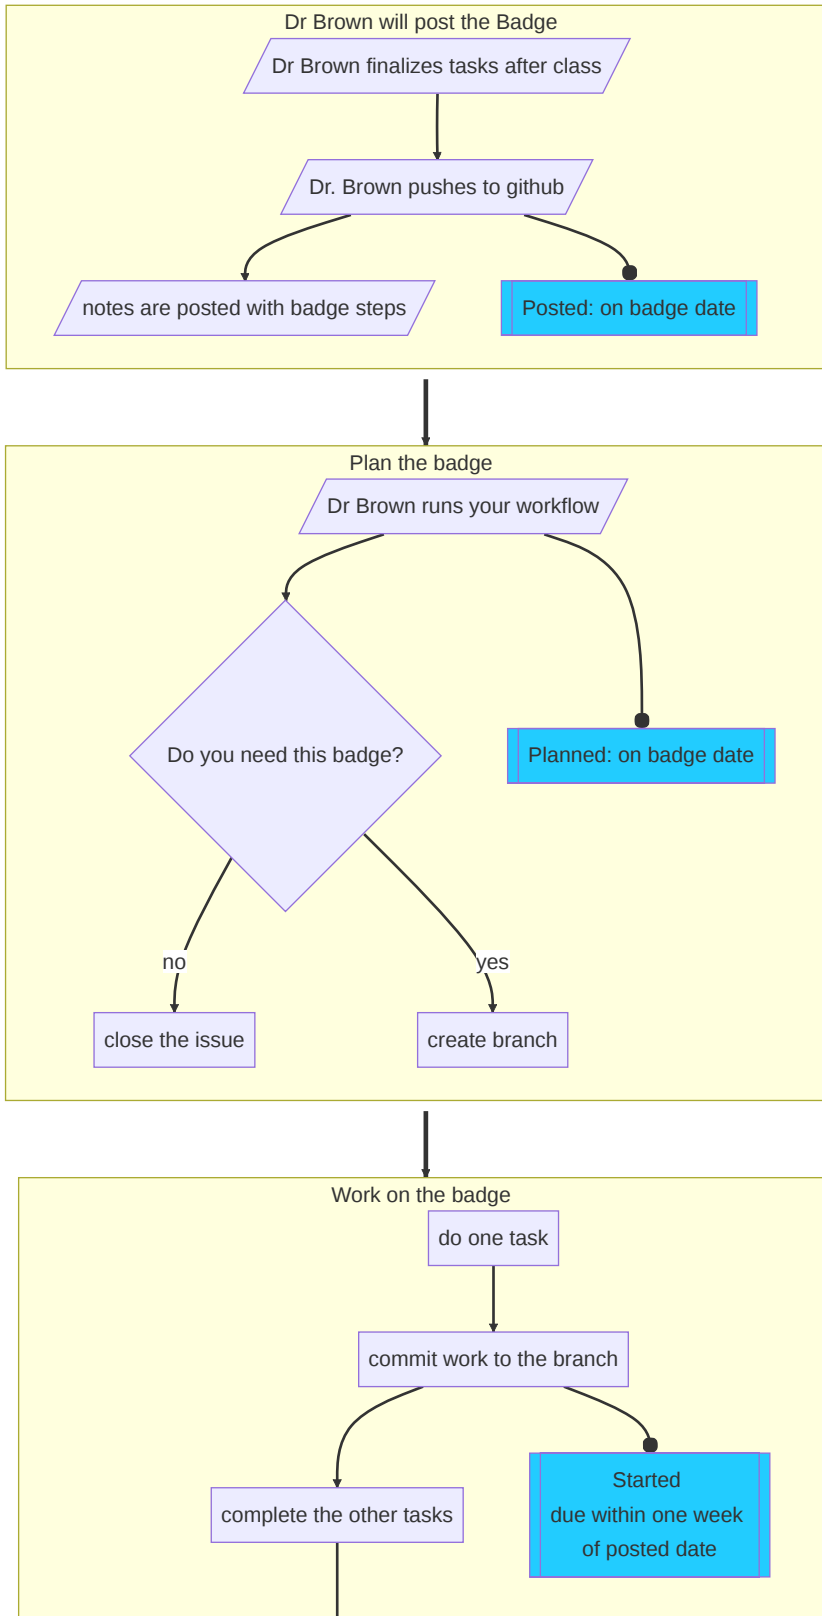 Dr Brown will post the Badge
Dr Brown finalizes tasks after class
Dr. Brown pushes to github
notes are posted with badge steps
Posted: on badge date
Plan the badge
Dr Brown runs your workflow
Do you need this badge?
Planned: on badge date
no
yes
close the issue
create branch
Work on the badge
do one task
commit work to the branch
complete the other tasks
Started
due within one week
of posted date